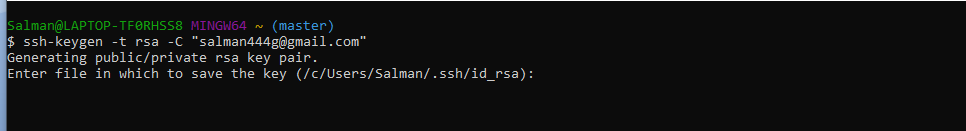 Salman@LAPTOP-TF0RHSS8 MINGW64 ~ (master)
$ ssh-keygen -t rsa -C "salman444g@gmail.com"
Generating public/private rsa key pair.
Enter file in which to save the key (/c/Users/Salman/.ssh/id_rsa):